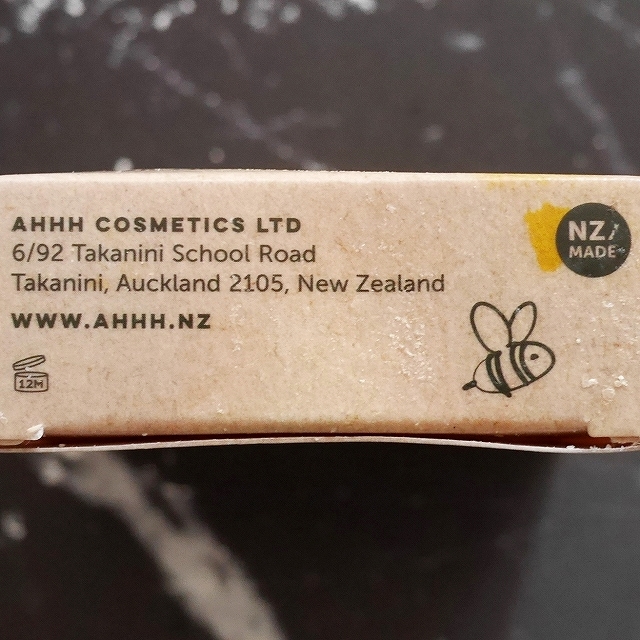 AHHH COSMETICS LTD
6/92 Takanini School Road
Takanini, Auckland 2105, New Zealand
WWW.AHHH.NZ
12M
NZ
MADE